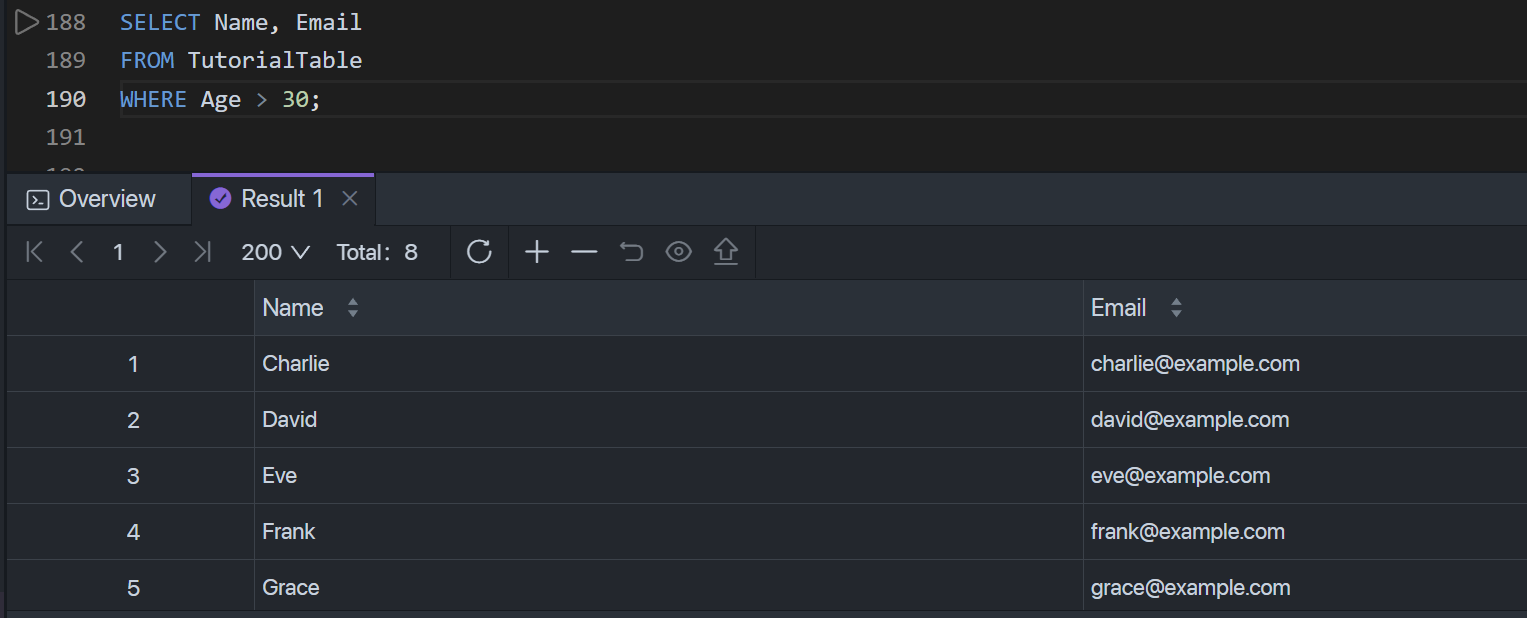 188 SELECT Name, Email
189 FROM TutorialTable
190 WHERE Age > 30;
191
Overview Result 1
1 200 Total: 8
Name Email
1 Charlie charlie@example.com
2 David david@example.com
3 Eve eve@example.com
4 Frank frank@example.com
5 Grace grace@example.com